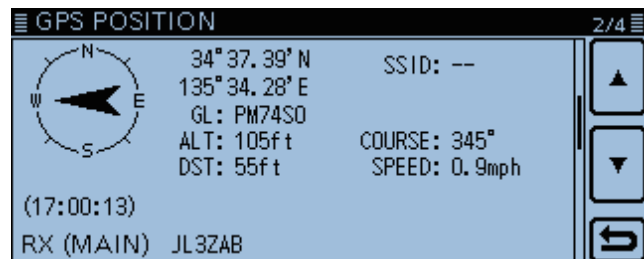 GPS POSITION 2/4
N
W E
S
34°37.39'N
135°34.28'E
GL: PM74SO
ALT: 105ft
DST: 55ft
SSID: --
COURSE: 345°
SPEED: 0.9mph
(17:00:13)
RX (MAIN) JL3ZAB